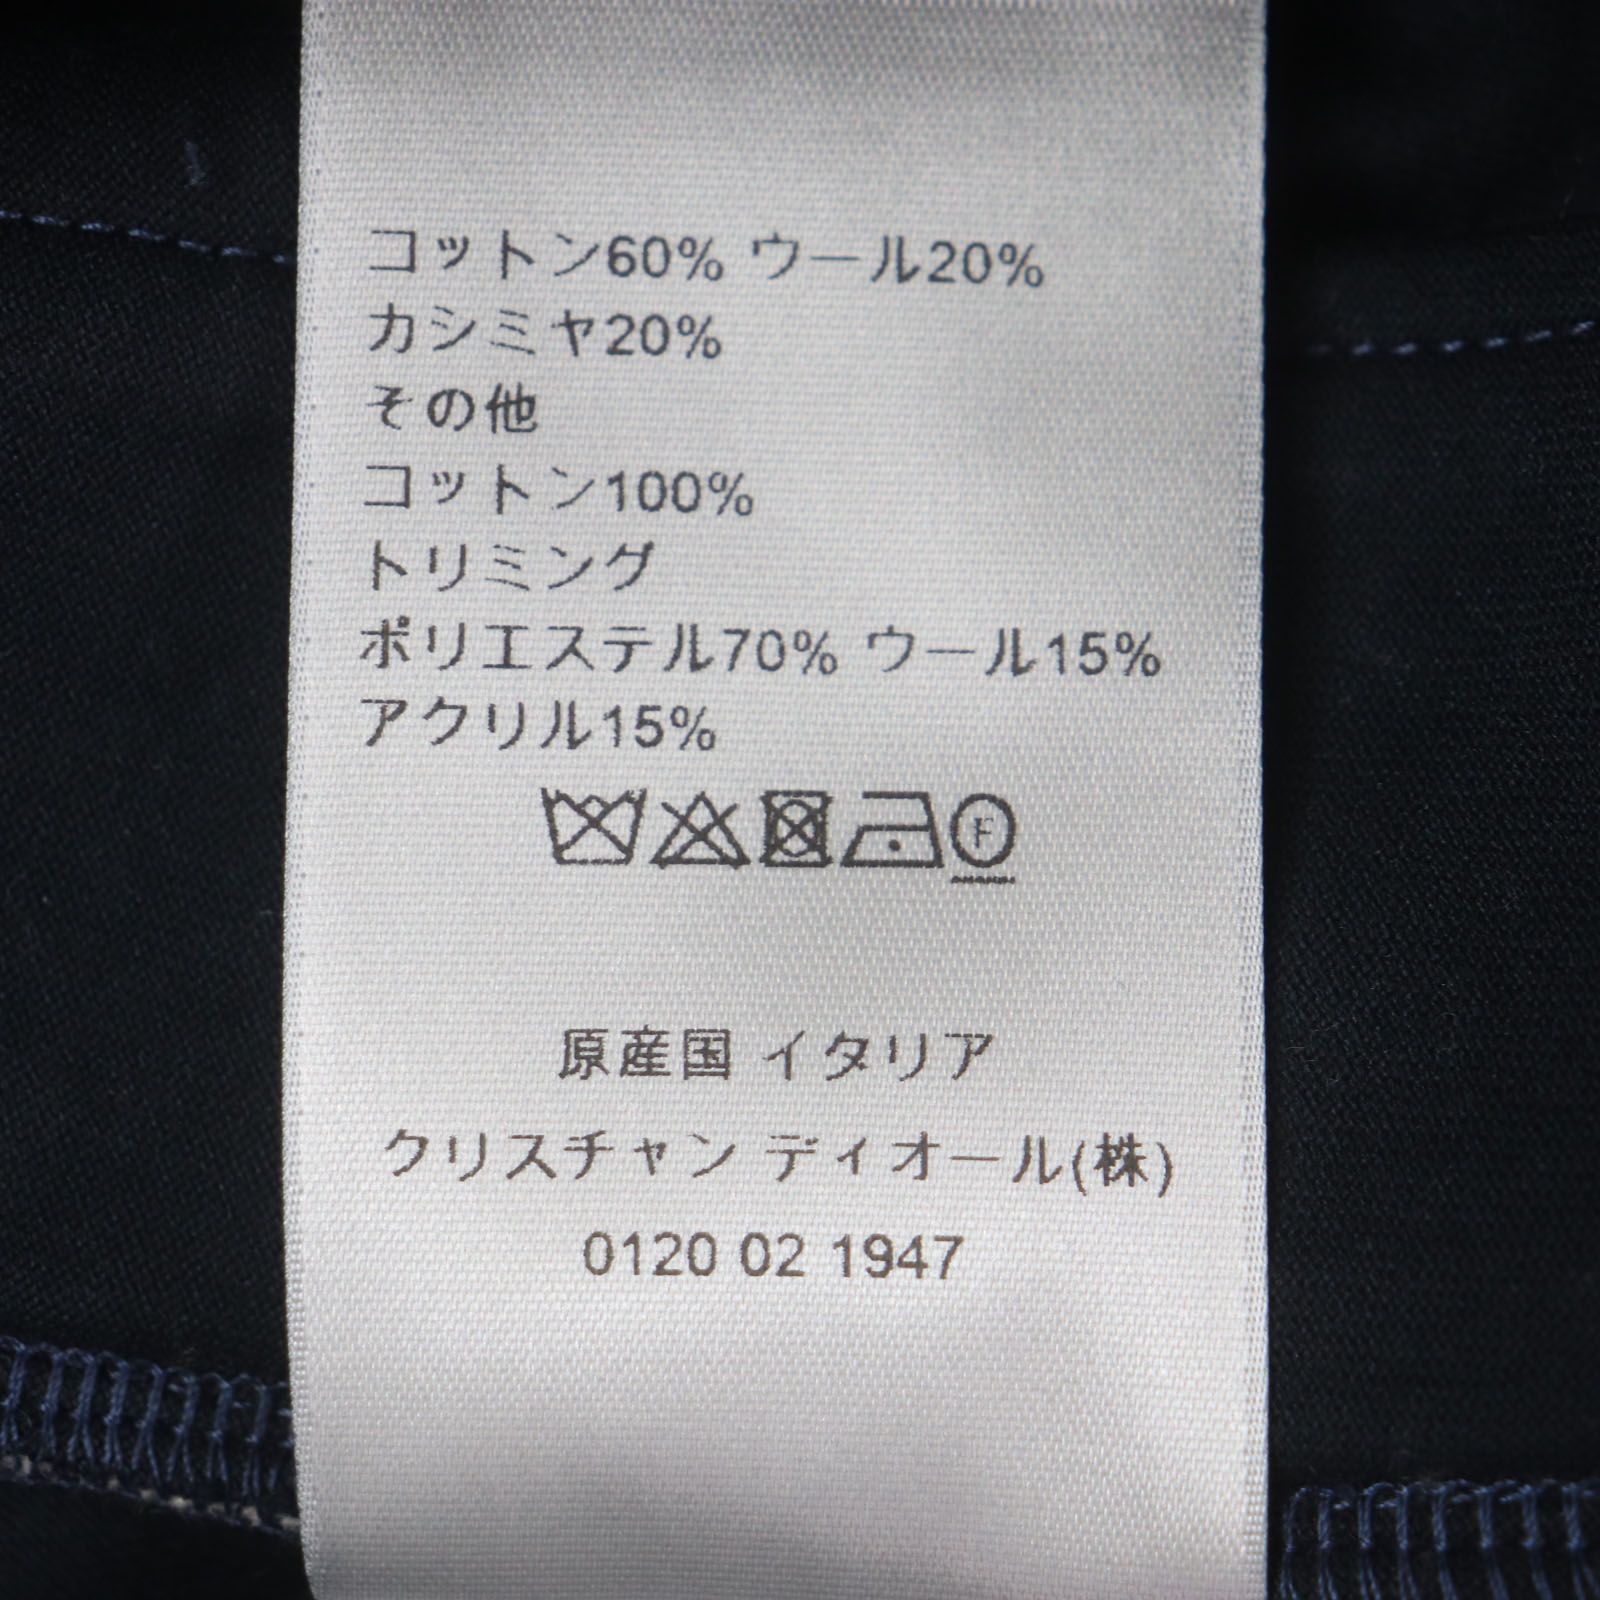 コットン60% ウール20%
カシミヤ20%
その他
コットン100%
トリミング
ポリエステル70% ウール15%
アクリル15%
F
原産国 イタリア
クリスチャン ディオール(株)
0120 02 1947